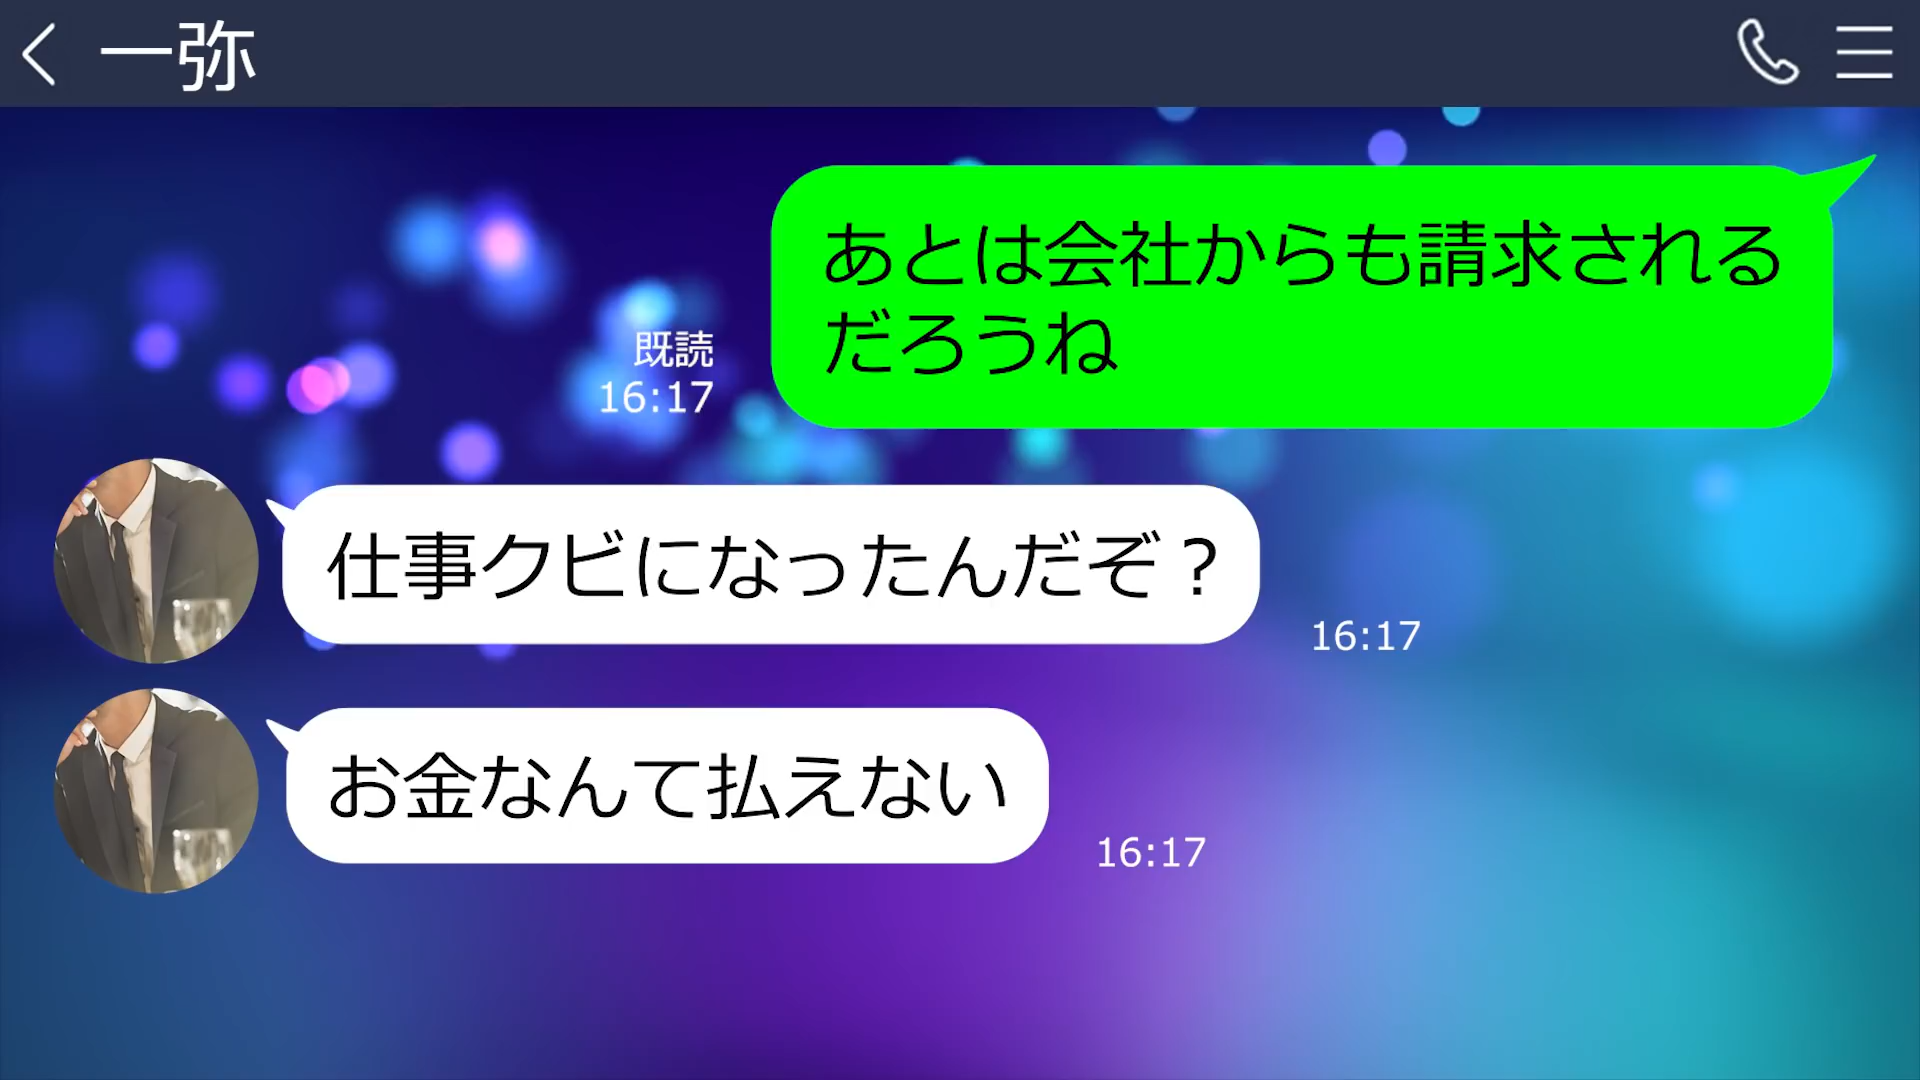 一弥
あとは会社からも請求される
だろうね
既読
16:17
仕事クビになったんだぞ？
16:17
お金なんて払えない
16:17